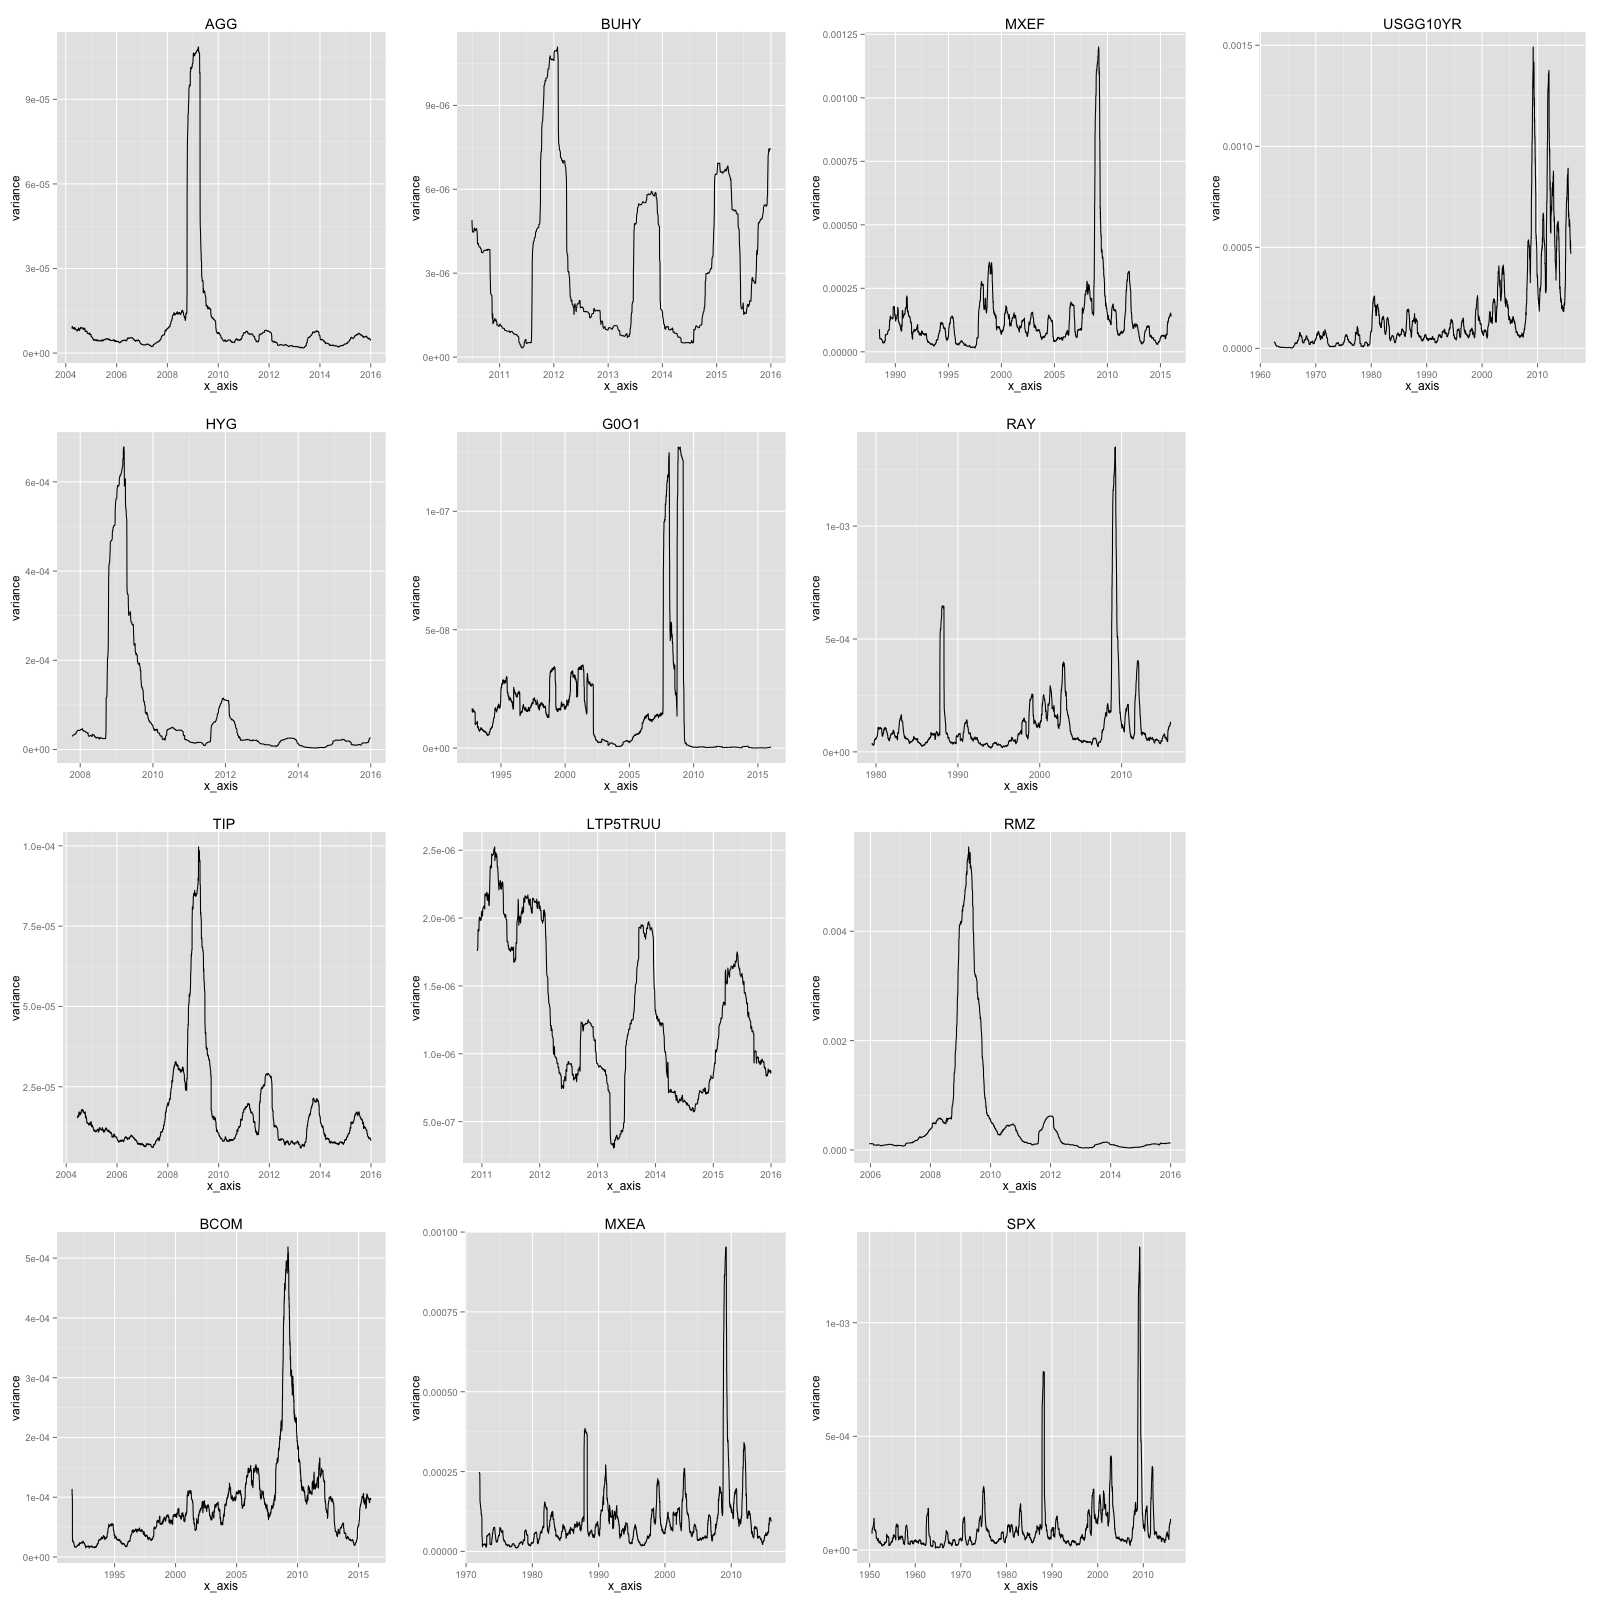 AGG
variance
9e-05
6e-05
3e-05
0e+00
2004 2006 2008 2010 2012 2014 2016
x_axis
BUHY
variance
9e-06
6e-06
3e-06
0e+00
2011 2012 2013 2014 2015 2016
x_axis
MXEF
variance
0.00125
0.00100
0.00075
0.00050
0.00025
0.00000
1990 1995 2000 2005 2010 2015
x_axis
USGG10YR
variance
0.0015
0.0010
0.0005
0.0000
1960 1970 1980 1990 2000 2010
x_axis
HYG
variance
6e-04
4e-04
2e-04
0e+00
2008 2010 2012 2014 2016
x_axis
G0O1
variance
1e-07
5e-08
0e+00
1995 2000 2005 2010 2015
x_axis
RAY
variance
1e-03
5e-04
0e+00
1980 1990 2000 2010
x_axis
TIP
variance
1.0e-04
7.5e-05
5.0e-05
2.5e-05
2004 2006 2008 2010 2012 2014 2016
x_axis
LTP5TRUU
variance
2.5e-06
2.0e-06
1.5e-06
1.0e-06
5.0e-07
2011 2012 2013 2014 2015 2016
x_axis
RMZ
variance
0.004
0.002
0.000
2006 2008 2010 2012 2014 2016
x_axis
BCOM
variance
5e-04
4e-04
3e-04
2e-04
1e-04
0e+00
1995 2000 2005 2010 2015
x_axis
MXEA
variance
0.00100
0.00075
0.00050
0.00025
0.00000
1970 1980 1990 2000 2010
x_axis
SPX
variance
1e-03
5e-04
0e+00
1950 1960 1970 1980 1990 2000 2010
x_axis